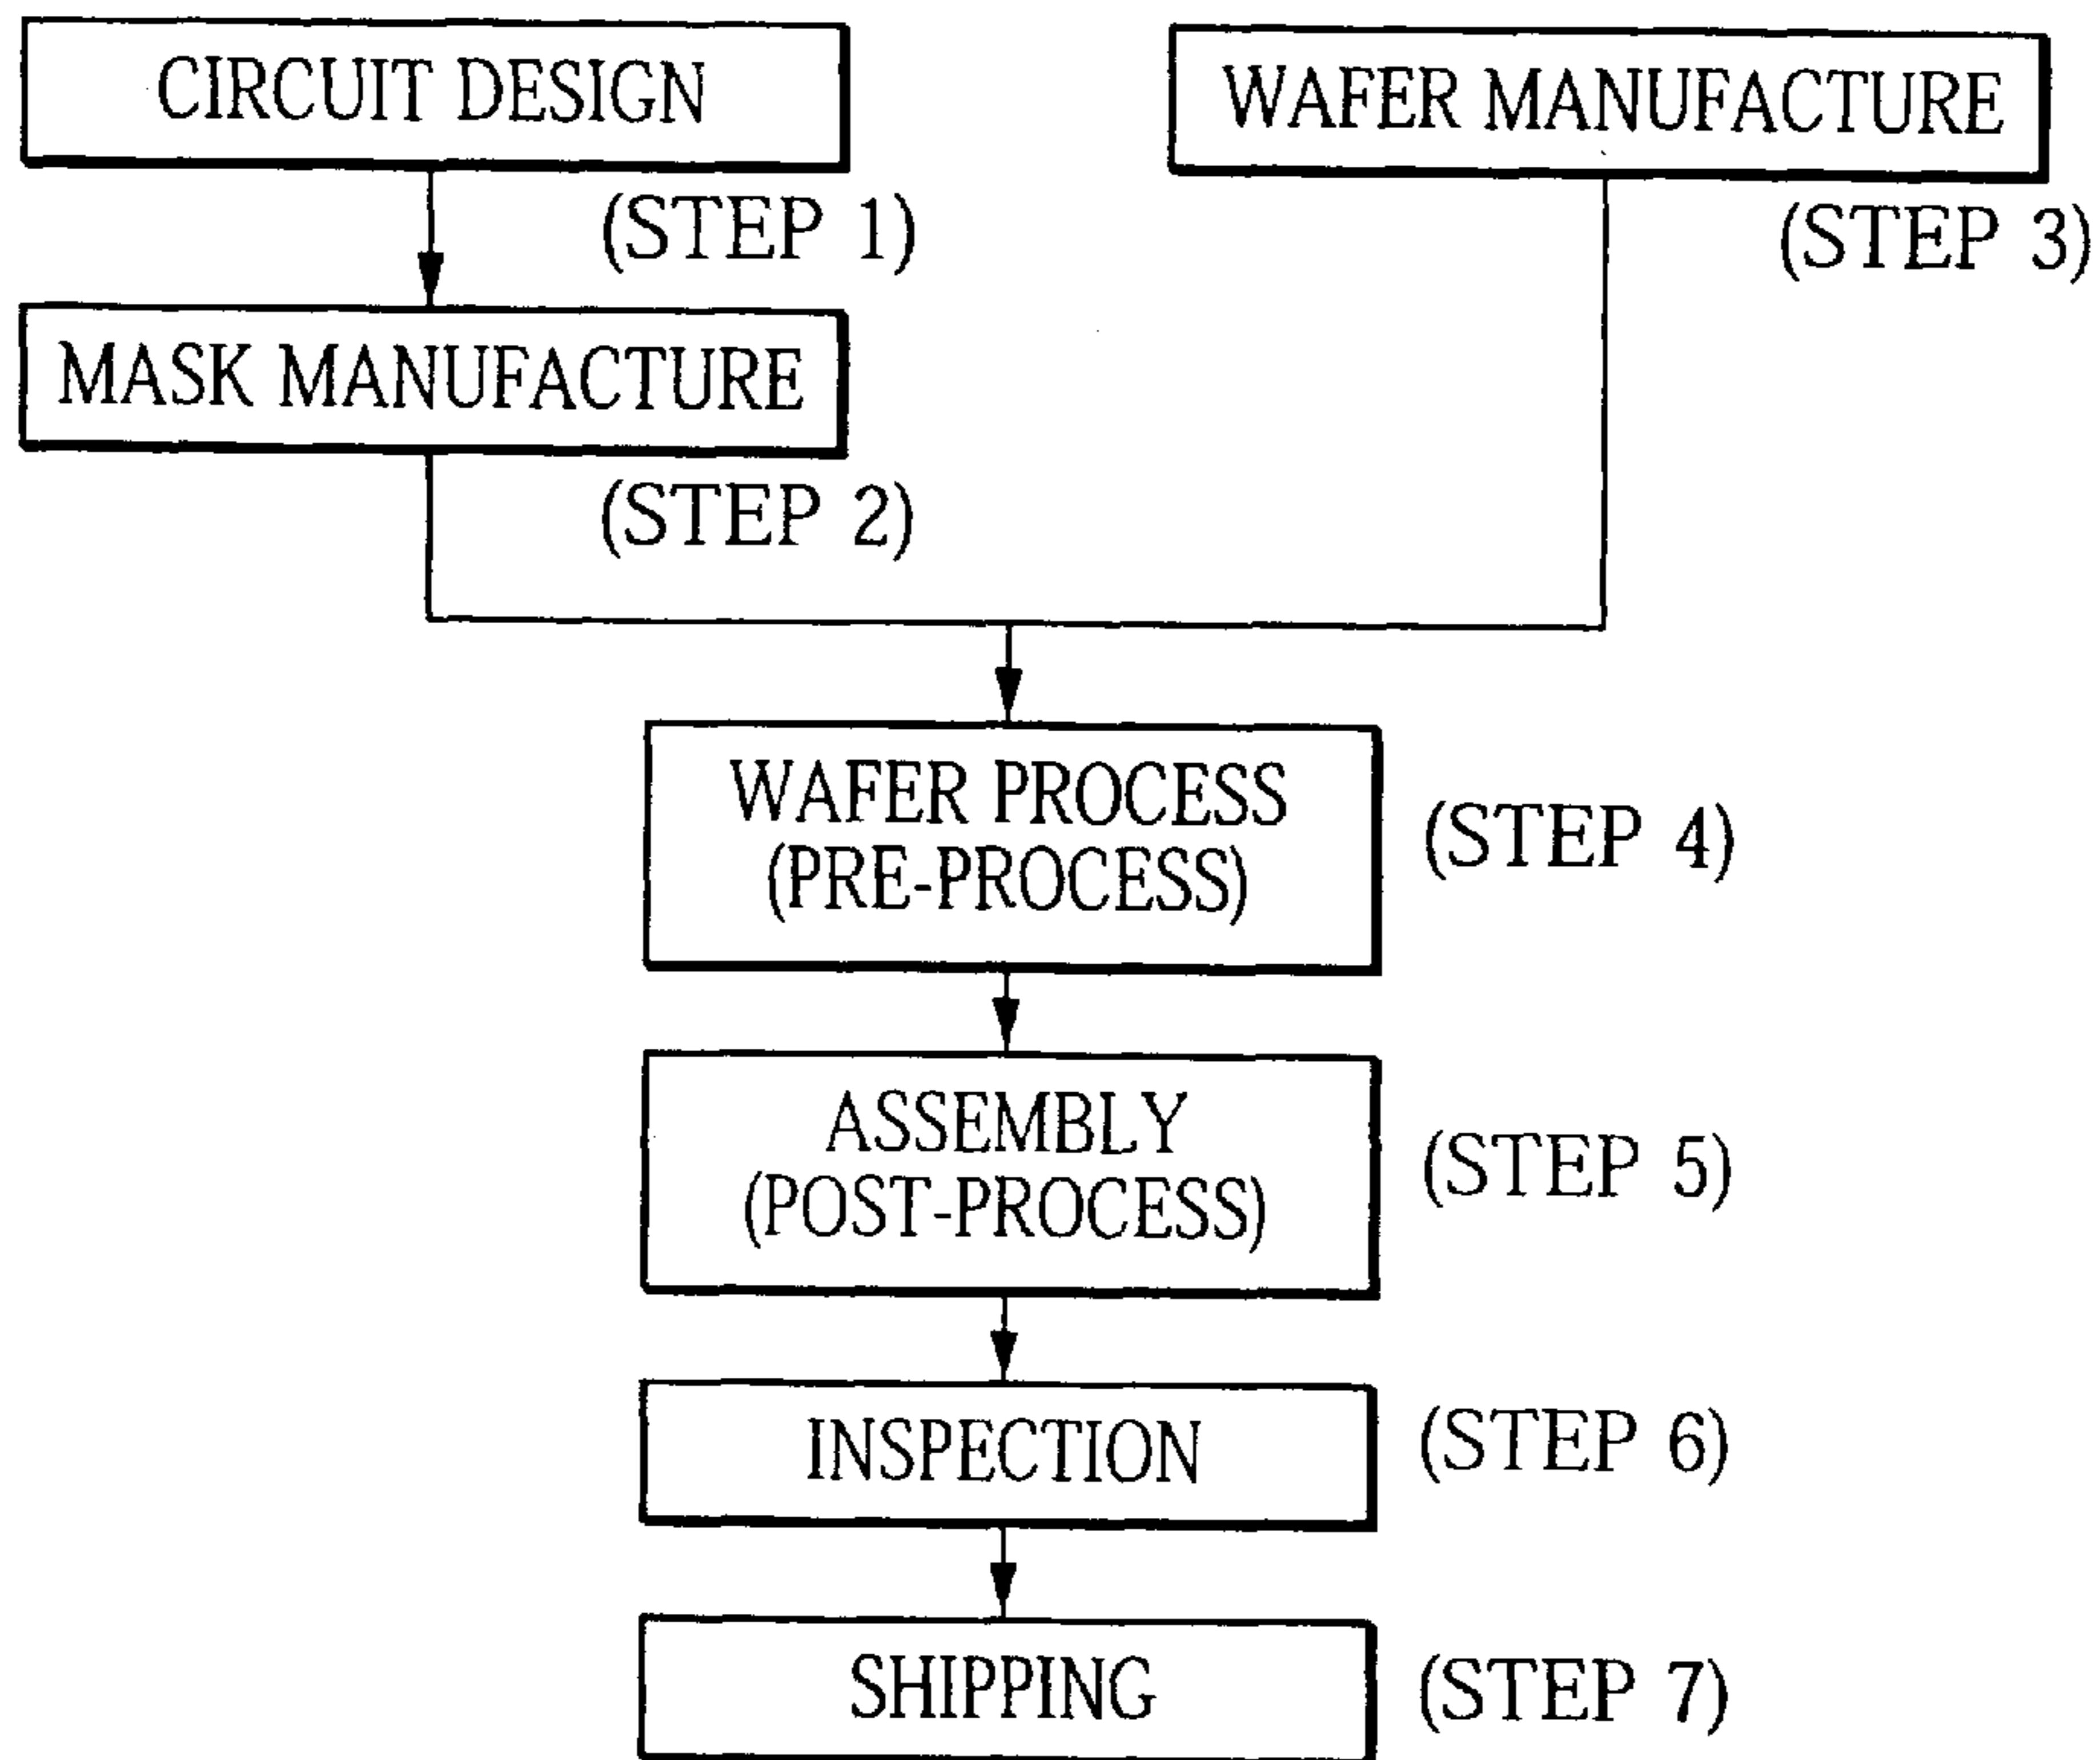 CIRCUIT DESIGN
(STEP 1)
MASK MANUFACTURE
(STEP 2)
WAFER MANUFACTURE
(STEP 3)
WAFER PROCESS
(PRE-PROCESS)
(STEP 4)
ASSEMBLY
(POST-PROCESS)
(STEP 5)
INSPECTION
(STEP 6)
SHIPPING
(STEP 7)